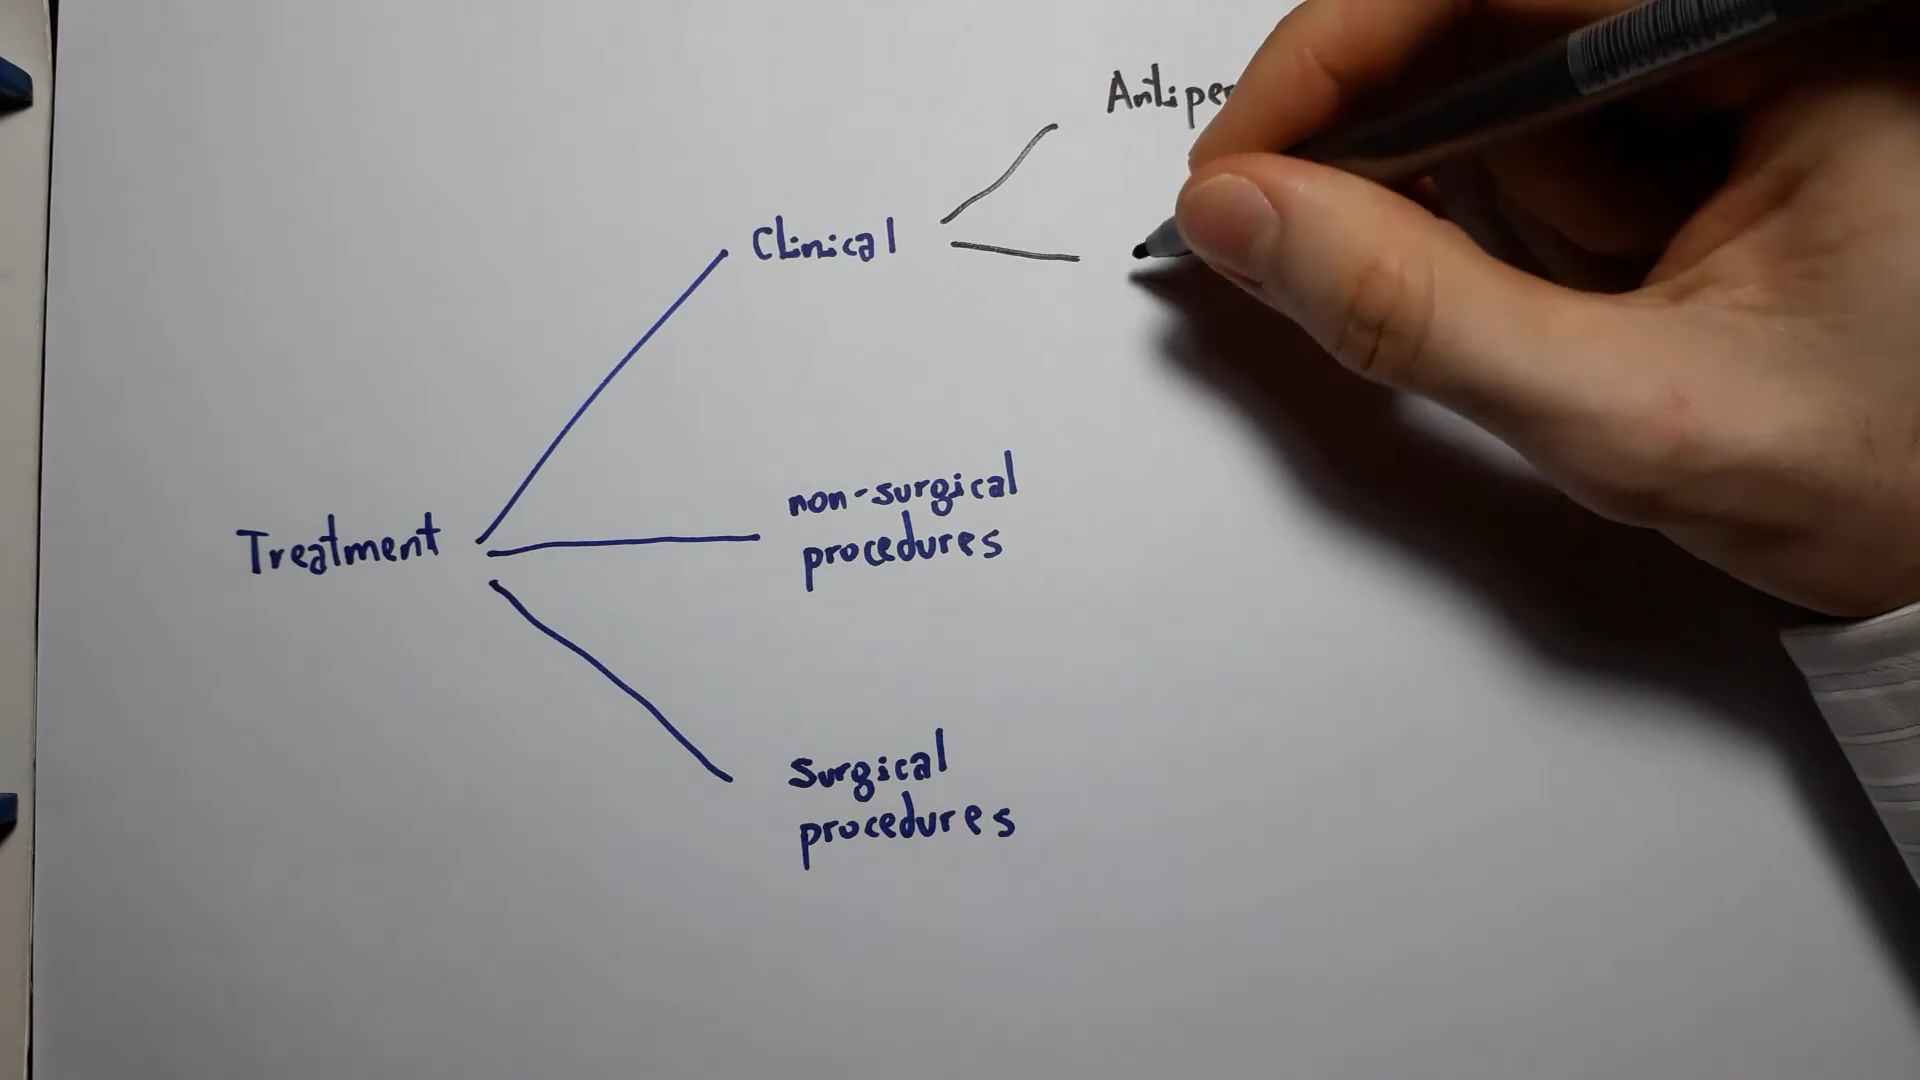 Clinical
Treatment
non-surgical
procedures
Surgical
procedures